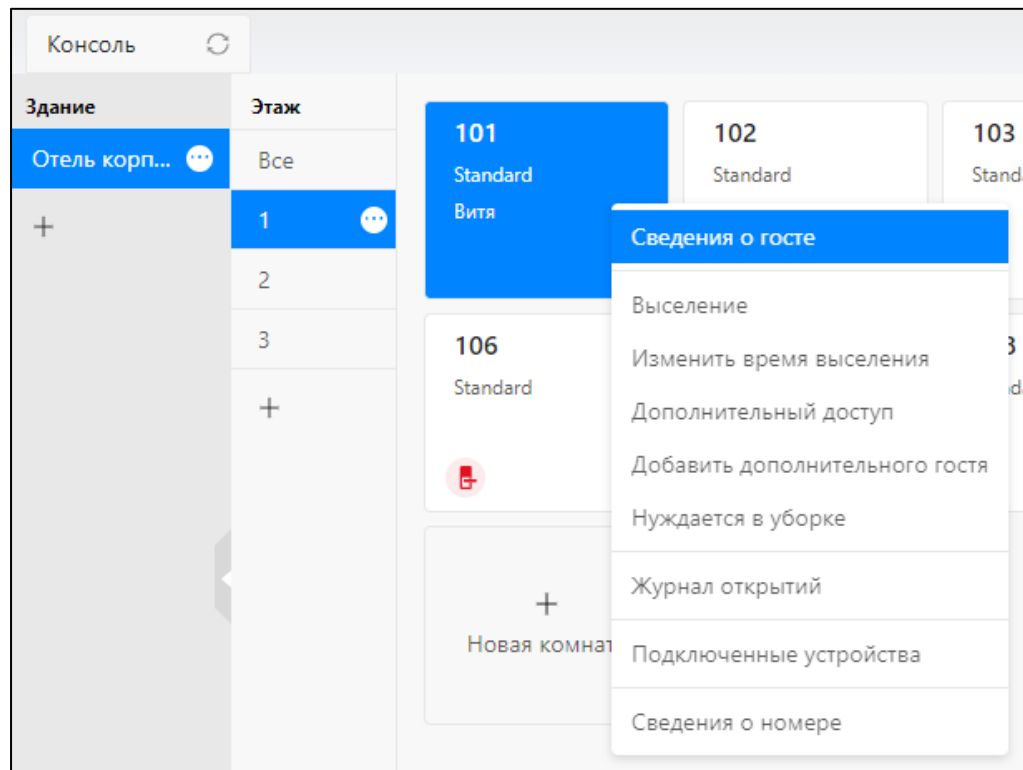 Консоль
Здание
Отель корп...
Этаж
Все
1
2
3
101
Standard
Витя
102
Standard
103
Standa
106
Standard
Новая комнат
Сведения о госте
Выселение
Изменить время выселения
Дополнительный доступ
Добавить дополнительного гостя
Нуждается в уборке
Журнал открытий
Подключенные устройства
Сведения о номере